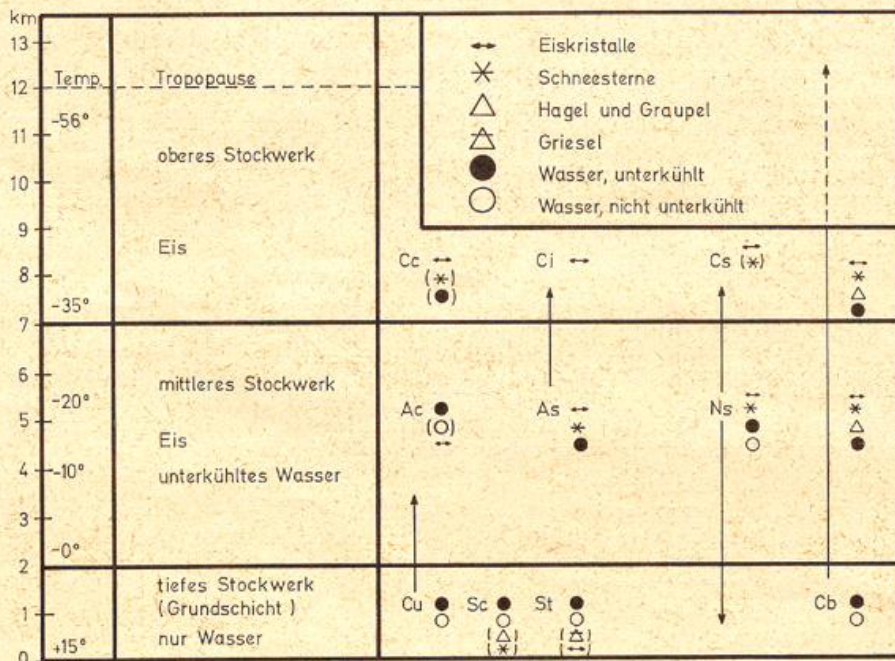 km
13
12
11
10
9
8
7
6
5
4
3
2
1
0
Temp.
-56°
-35°
-20°
-10°
-0°
+15°
Tropopause
oberes Stockwerk
Eis
mittleres Stockwerk
Eis
unterkühltes Wasser
tiefes Stockwerk
(Grundschicht)
nur Wasser
Eiskristalle
Schneesterne
Hagel und Graupel
Griesel
Wasser, unterkühlt
Wasser, nicht unterkühlt
Cc
Ci
Cs
Ac
As
Ns
Cu
Sc
St
Cb